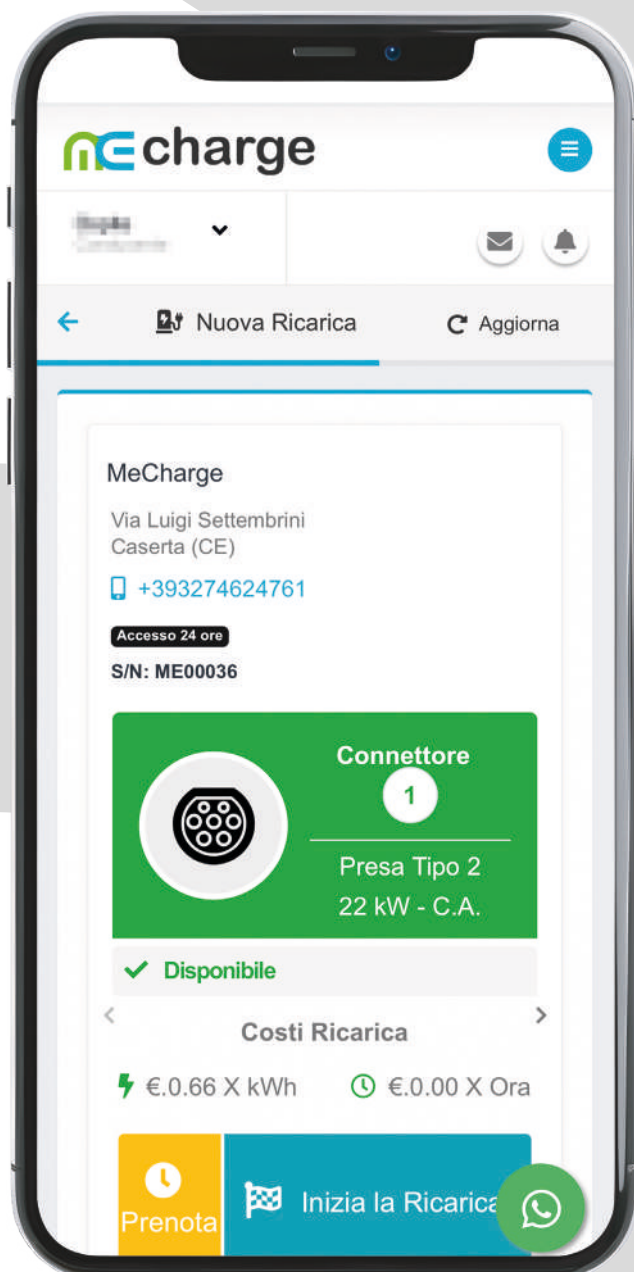 mecharge
Nuova Ricarica
Aggiorna
MeCharge
Via Luigi Settembrini
Caserta (CE)
+393274624761
Accesso 24 ore
S/N: ME00036
Connettore
1
Presa Tipo 2
22 kW - C.A.
Disponibile
Costi Ricarica
€.0.66 X kWh
€.0.00 X Ora
Prenota
Inizia la Ricarica